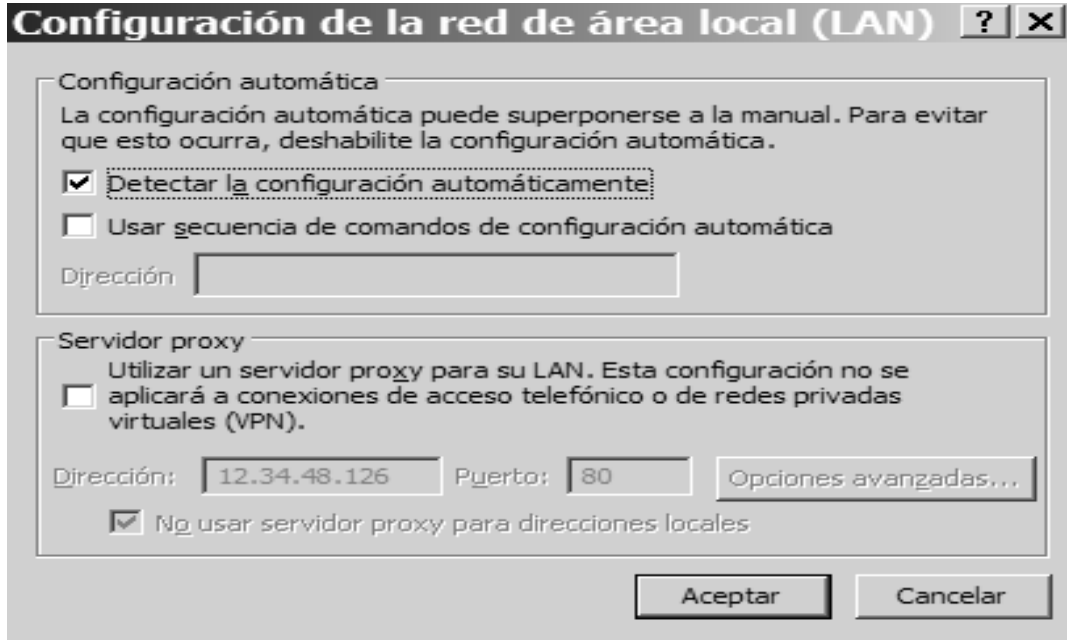 Configuración de la red de área local (LAN) ? ×
Configuración automática
La configuración automática puede superponerse a la manual. Para evitar
que esto ocurra, deshabilite la configuración automática.
Detectar la configuración automáticamente
Usar secuencia de comandos de configuración automática
Dirección
Servidor proxy
Utilizar un servidor proxy para su LAN. Esta configuración no se
aplicará a conexiones de acceso telefónico o de redes privadas
virtuales (VPN).
Dirección: 12.34.48.126 Puerto: 80 Opciones avanzadas...
No usar servidor proxy para direcciones locales
Aceptar Cancelar